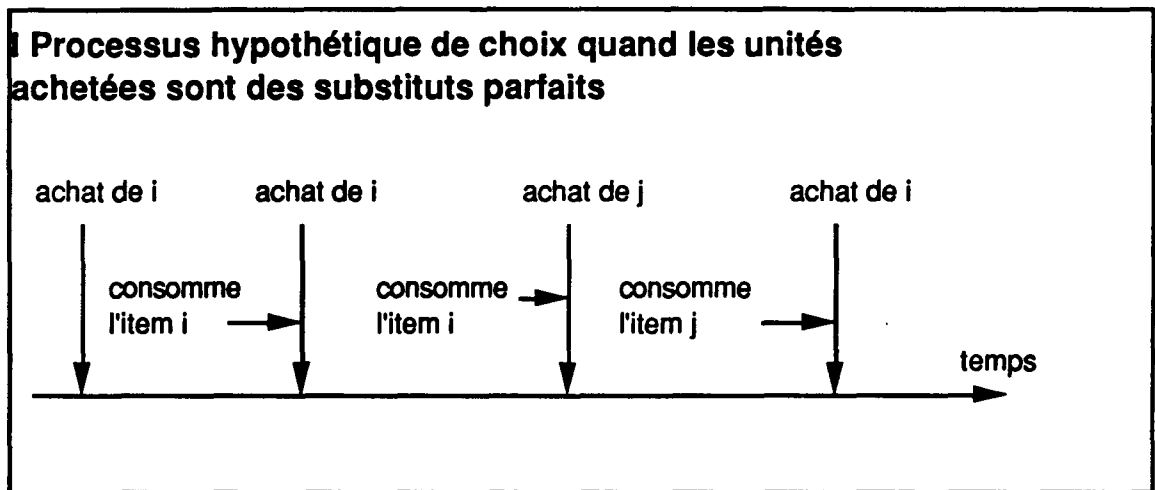 I Processus hypothétique de choix quand les unités
achetées sont des substituts parfaits
achat de i achat de i achat de j achat de i
consomme consomme consomme
l'item i l'item i l'item j
temps